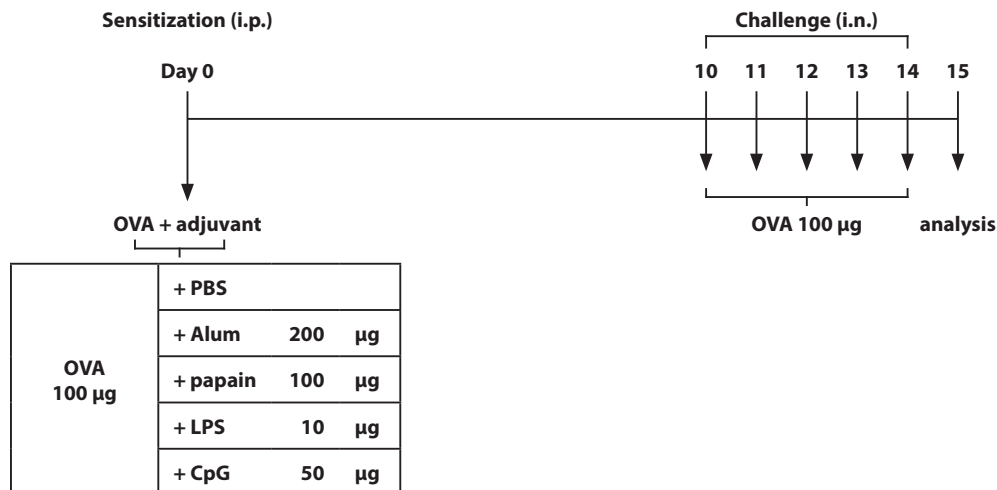 Sensitization (i.p.)
Challenge (i.n.)
Day 0
10 11 12 13 14 15
OVA + adjuvant
OVA 100 µg
analysis
OVA
100 µg
+ PBS
+ Alum 200 µg
+ papain 100 µg
+ LPS 10 µg
+ CpG 50 µg